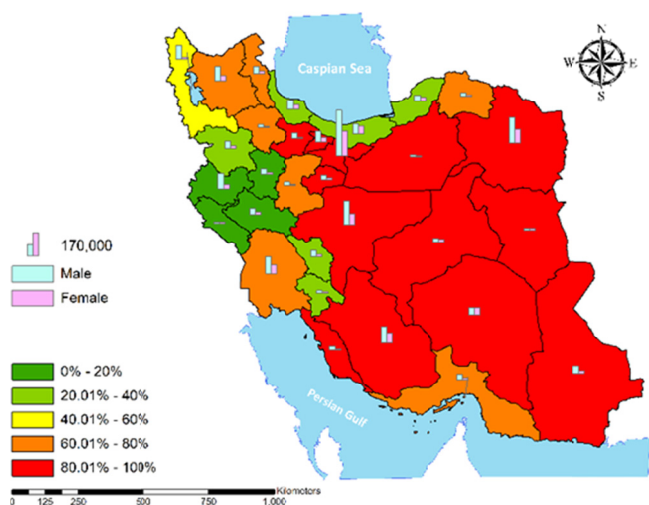 Caspian Sea
N
W
E
S
170,000
Male
Female
Persian Gulf
0% - 20%
20.01% - 40%
40.01% - 60%
60.01% - 80%
80.01% - 100%
Kilometers
0 125 250 500 750 1.000